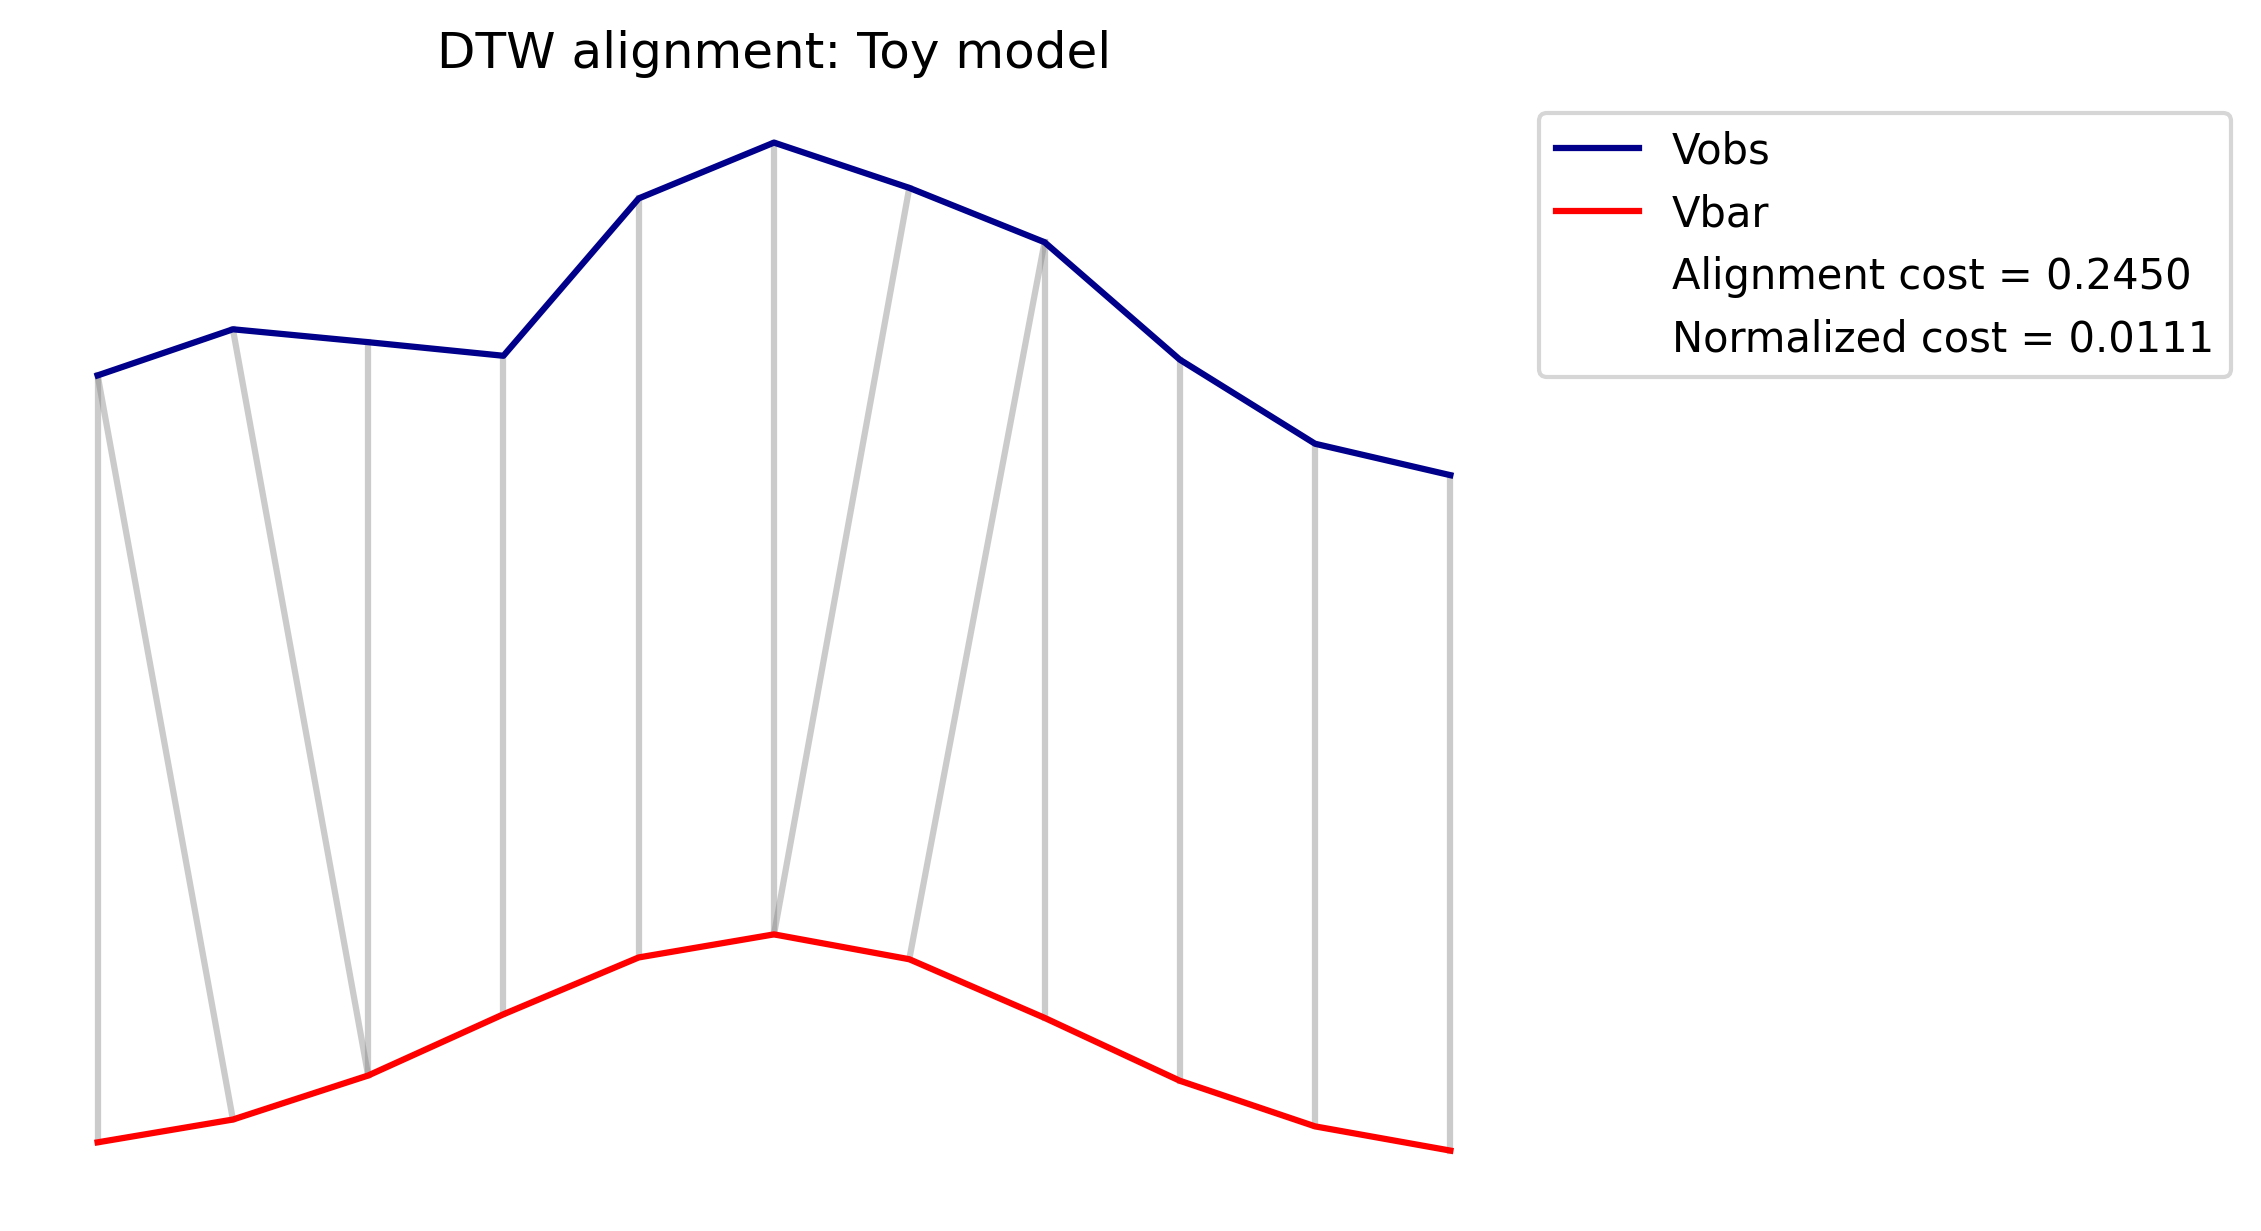 DTW alignment: Toy model
Vobs
Vbar
Alignment cost = 0.2450
Normalized cost = 0.0111